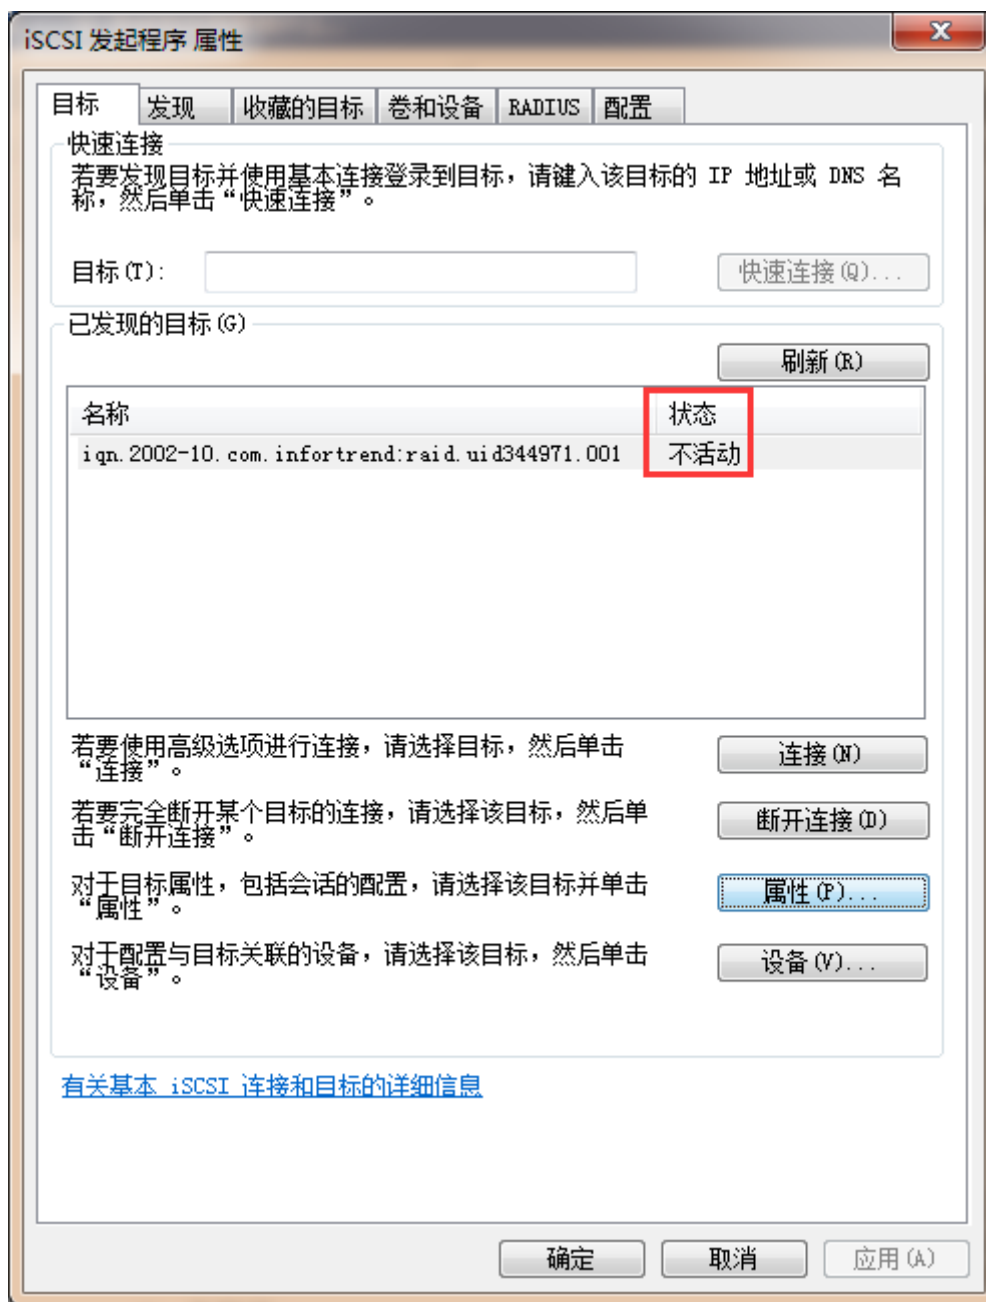 iSCSI 发起程序 属性
目标 发现 收藏的目标 卷和设备 RADIUS 配置
快速连接
若要发现目标并使用基本连接登录到目标，请键入该目标的 IP 地址或 DNS 名
称，然后单击“快速连接”。
目标(T):
快速连接(Q)...
已发现的目标(G)
刷新(R)
名称 状态
iqn.2002-10.com.infortrend:raid.uid344971.001 不活动
若要使用高级选项进行连接，请选择目标，然后单击
“连接”。
连接(N)
若要完全断开某个目标的连接，请选择该目标，然后单
击“断开连接”。
断开连接(D)
对于目标属性，包括会话的配置，请选择该目标并单击
“属性”。
属性(P)...
对于配置与目标关联的设备，请选择该目标，然后单击
“设备”。
设备(V)...
有关基本 iSCSI 连接和目标的详细信息
确定 取消 应用(A)